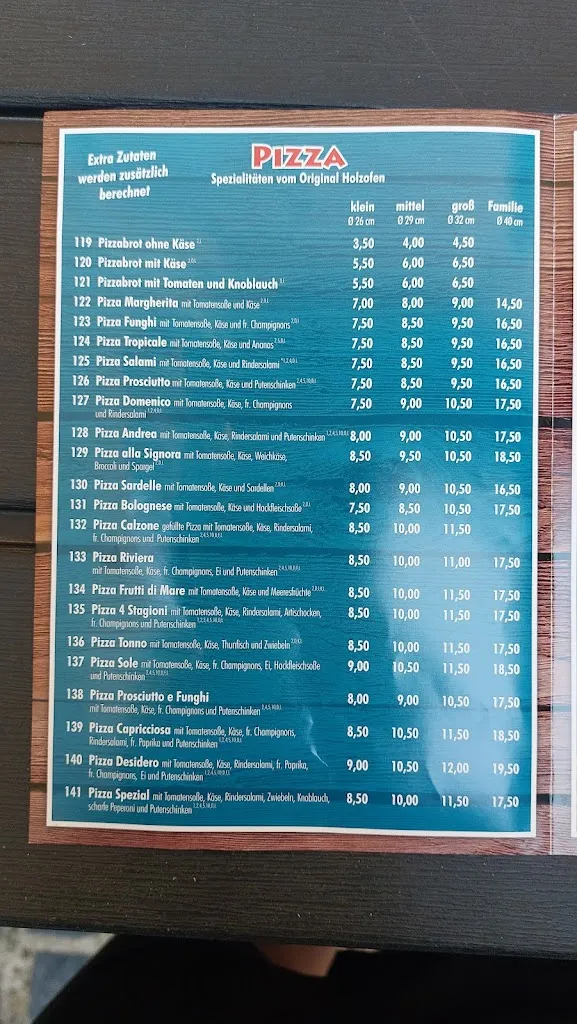 Extra Zutaten
werden zusätzlich
berechnet
PIZZA
Spezialitäten vom Original Holzofen
klein mittel groß Familie
Ø 26 cm Ø 29 cm Ø 32 cm Ø 40 cm
119 Pizzabrot ohne Käse 3,50 4,00 4,50
120 Pizzabrot mit Käse 5,50 6,00 6,50
121 Pizzabrot mit Tomaten und Knoblauch 5,50 6,00 6,50
122 Pizza Margherita mit Tomatensoße und Käse 7,00 8,00 9,00 14,50
123 Pizza Funghi mit Tomatensoße, Käse und fr. Champignons 7,50 8,50 9,50 16,50
124 Pizza Tropicale mit Tomatensoße, Käse und Ananas 7,50 8,50 9,50 16,50
125 Pizza Salami mit Tomatensoße, Käse und Rindersalami 7,50 8,50 9,50 16,50
126 Pizza Prosciutto mit Tomatensoße, Käse und Putenschinken 7,50 8,50 9,50 16,50
127 Pizza Domenico mit Tomatensoße, Käse, fr. Champignons 7,50 9,00 10,50 17,50
und Rindersalami
128 Pizza Andrea mit Tomatensoße, Käse, Rindersalami und Putenschinken 8,00 9,00 10,50 17,50
129 Pizza alla Signora mit Tomatensoße, Käse, Weichkäse, 8,50 9,50 10,50 18,50
Broccoli und Spargel
130 Pizza Sardelle mit Tomatensoße, Käse und Sardellen 8,00 9,00 10,50 16,50
131 Pizza Bolognese mit Tomatensoße, Käse und Hackfleischsoße 7,50 8,50 10,50 17,50
132 Pizza Calzone gefüllte Pizza mit Tomatensoße, Käse, Rindersalami, 8,50 10,00 11,50
fr. Champignons und Putenschinken
133 Pizza Riviera 8,50 10,00 11,00 17,50
mit Tomatensoße, Käse, fr. Champignons, Ei und Putenschinken
134 Pizza Frutti di Mare mit Tomatensoße, Käse und Meeresfrüchte 8,50 10,00 11,50 17,50
135 Pizza 4 Stagioni mit Tomatensoße, Käse, Rindersalami, Artischocken, 8,50 10,00 11,50 17,50
fr. Champignons und Putenschinken
136 Pizza Tonno mit Tomatensoße, Käse, Thunfisch und Zwiebeln 8,50 10,00 11,50 17,50
137 Pizza Sole mit Tomatensoße, Käse, fr. Champignons, Ei, Hackfleischsoße 9,00 10,50 11,50 18,50
und Putenschinken
138 Pizza Prosciutto e Funghi 8,00 9,00 10,50 17,50
mit Tomatensoße, Käse, fr. Champignons und Putenschinken
139 Pizza Capricciosa mit Tomatensoße, Käse, fr. Champignons, 8,50 10,50 11,50 18,50
Rindersalami, fr. Paprika und Putenschinken
140 Pizza Desidero mit Tomatensoße, Käse, Rindersalami, fr. Paprika, 9,00 10,50 12,00 19,50
fr. Champignons, Ei und Putenschinken
141 Pizza Spezial mit Tomatensoße, Käse, Rindersalami, Zwiebeln, Knoblauch, 8,50 10,00 11,50 17,50
scharfe Peperoni und Putenschinken